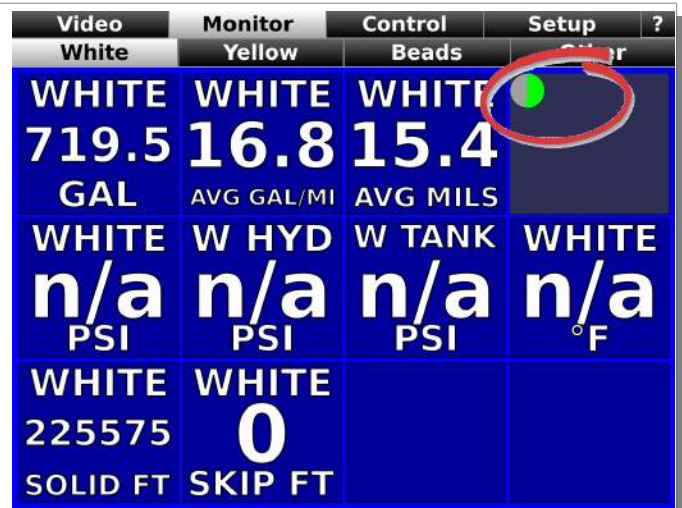 Video Monitor Control Setup ?
White Yellow Beads Other
WHITE WHITE WHITE
719.5 16.8 15.4
GAL AVG GAL/MI AVG MILS
WHITE W HYD W TANK WHITE
n/a n/a n/a n/a
PSI PSI PSI °F
WHITE WHITE
225575 0
SOLID FT SKIP FT